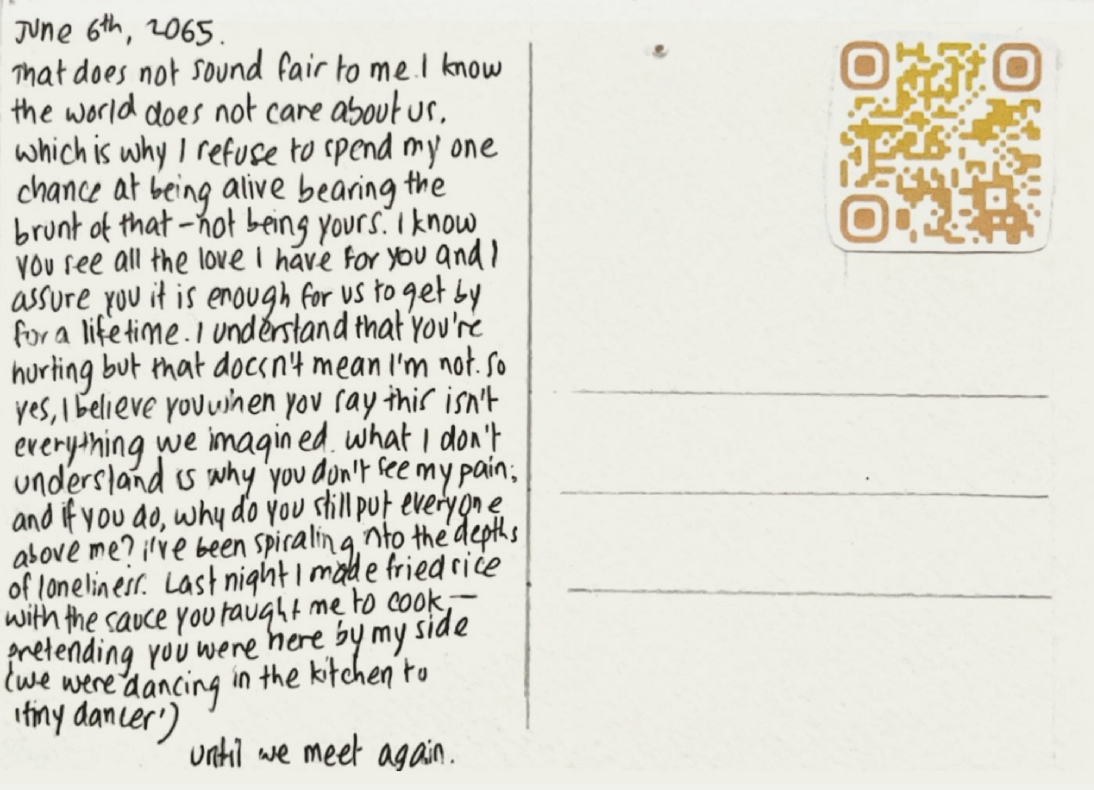 June 6th, 2065.
That does not sound fair to me. I know
the world does not care about us.
which is why I refuse to spend my one
chance at being alive bearing the
brunt of that - not being yours. I know
you see all the love I have for you and I
assure you it is enough for us to get by
for a lifetime. I understand that you're
hurting but that doesn't mean I'm not. so
yes, I believe you when you say this isn't
everything we imagined. what I don't
understand is why you don't see my pain;
and if you do, why do you still put everyone
above me? i've been spiraling into the depths
of loneliness. Last night I made fried rice
with the sauce you taught me to cook —
pretending you were here by my side
(we were dancing in the kitchen to
'tiny dancer')
until we meet again.